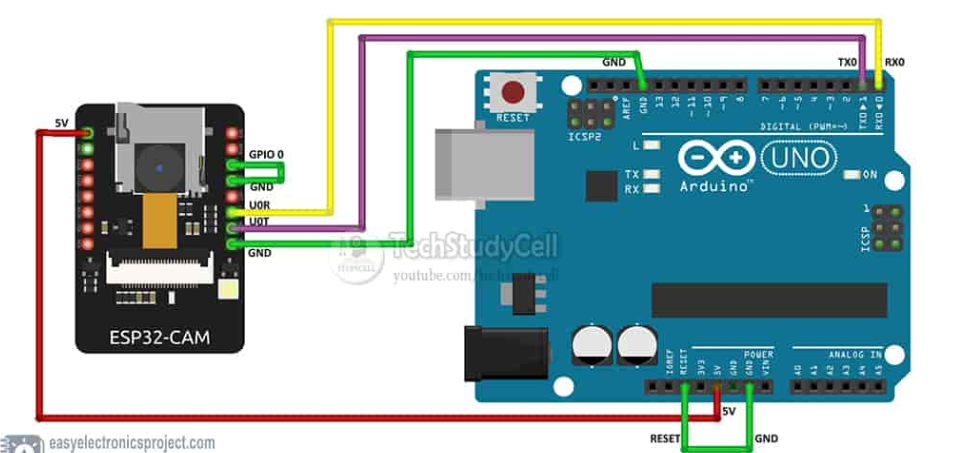 GND
TX0
RX0
5V
GPIO 0
GND
U0R
U0T
GND
ESP32-CAM
RESET
ICSP2
AREF
GND
13
12
~11
~10
~9
8
7
~6
~5
4
~3
2
TX0▶1
RX0◀0
DIGITAL (PWM=~)
L
TX
RX
Arduino™
UNO
ON
1
ICSP
TechStudyCell
youtube.com/techstudycell
IOREF
RESET
3V3
5V
GND
GND
VIN
POWER
ANALOG IN
A0
A1
A2
A3
A4
A5
5V
RESET
GND
easyelectronicsproject.com